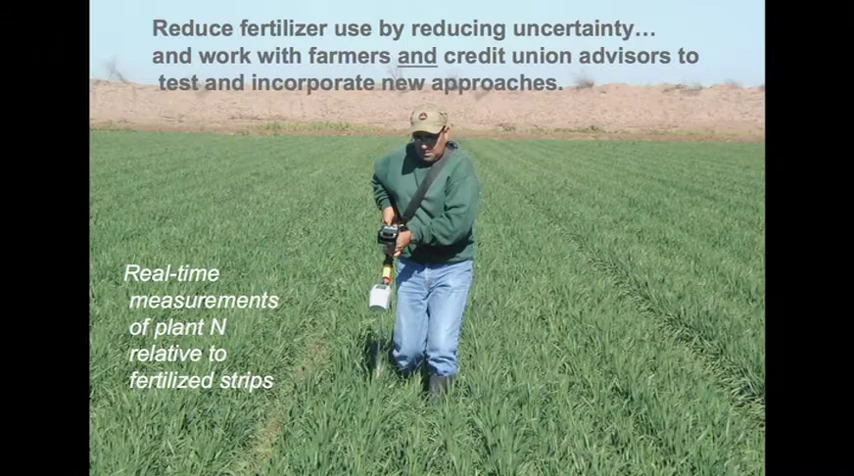 Reduce fertilizer use by reducing uncertainty…
and work with farmers and credit union advisors to
test and incorporate new approaches.
Real-time
measurements
of plant N
relative to
fertilized strips